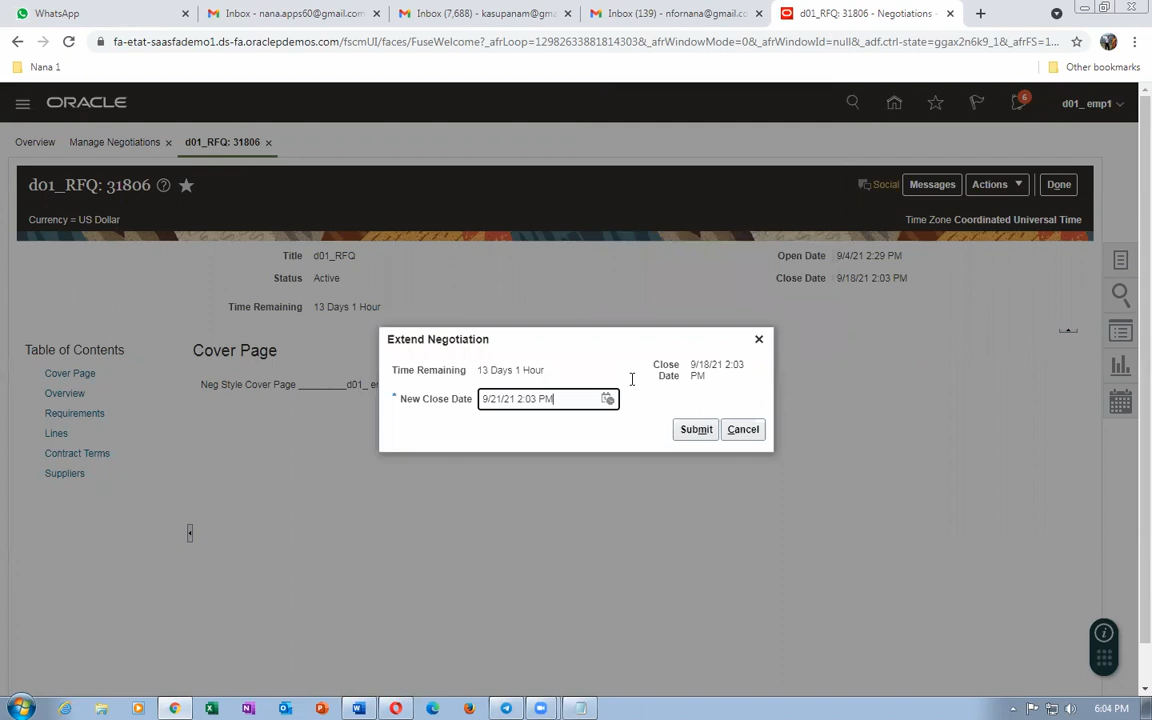 WhatsApp
Inbox - nana.apps60@gmail.com
Inbox (7,688) - kasupanam@gma
Inbox (139) - nfornana@gmail.co
d01_RFQ: 31806 - Negotiations -
fa-etat-saasfademo1.ds-fa.oraclepdemos.com/fscmUI/faces/FuseWelcome?_afrLoop=12982633881814303&_afrWindowMode=0&_afrWindowId=null&_adf.ctrl-state=ggax2n6k9_1&_afrFS=1...
Nana 1
Other bookmarks
ORACLE
6
d01_ emp1
Overview
Manage Negotiations
d01_RFQ: 31806
d01_RFQ: 31806
Social
Messages
Actions
Done
Currency = US Dollar
Time Zone Coordinated Universal Time
Title d01_RFQ
Open Date 9/4/21 2:29 PM
Status Active
Close Date 9/18/21 2:03 PM
Time Remaining 13 Days 1 Hour
Table of Contents
Cover Page
Overview
Requirements
Lines
Contract Terms
Suppliers
Cover Page
Neg Style Cover Page _________d01_ e
Extend Negotiation
Time Remaining 13 Days 1 Hour
Close Date 9/18/21 2:03 PM
* New Close Date 9/21/21 2:03 PM
Submit
Cancel
6:04 PM